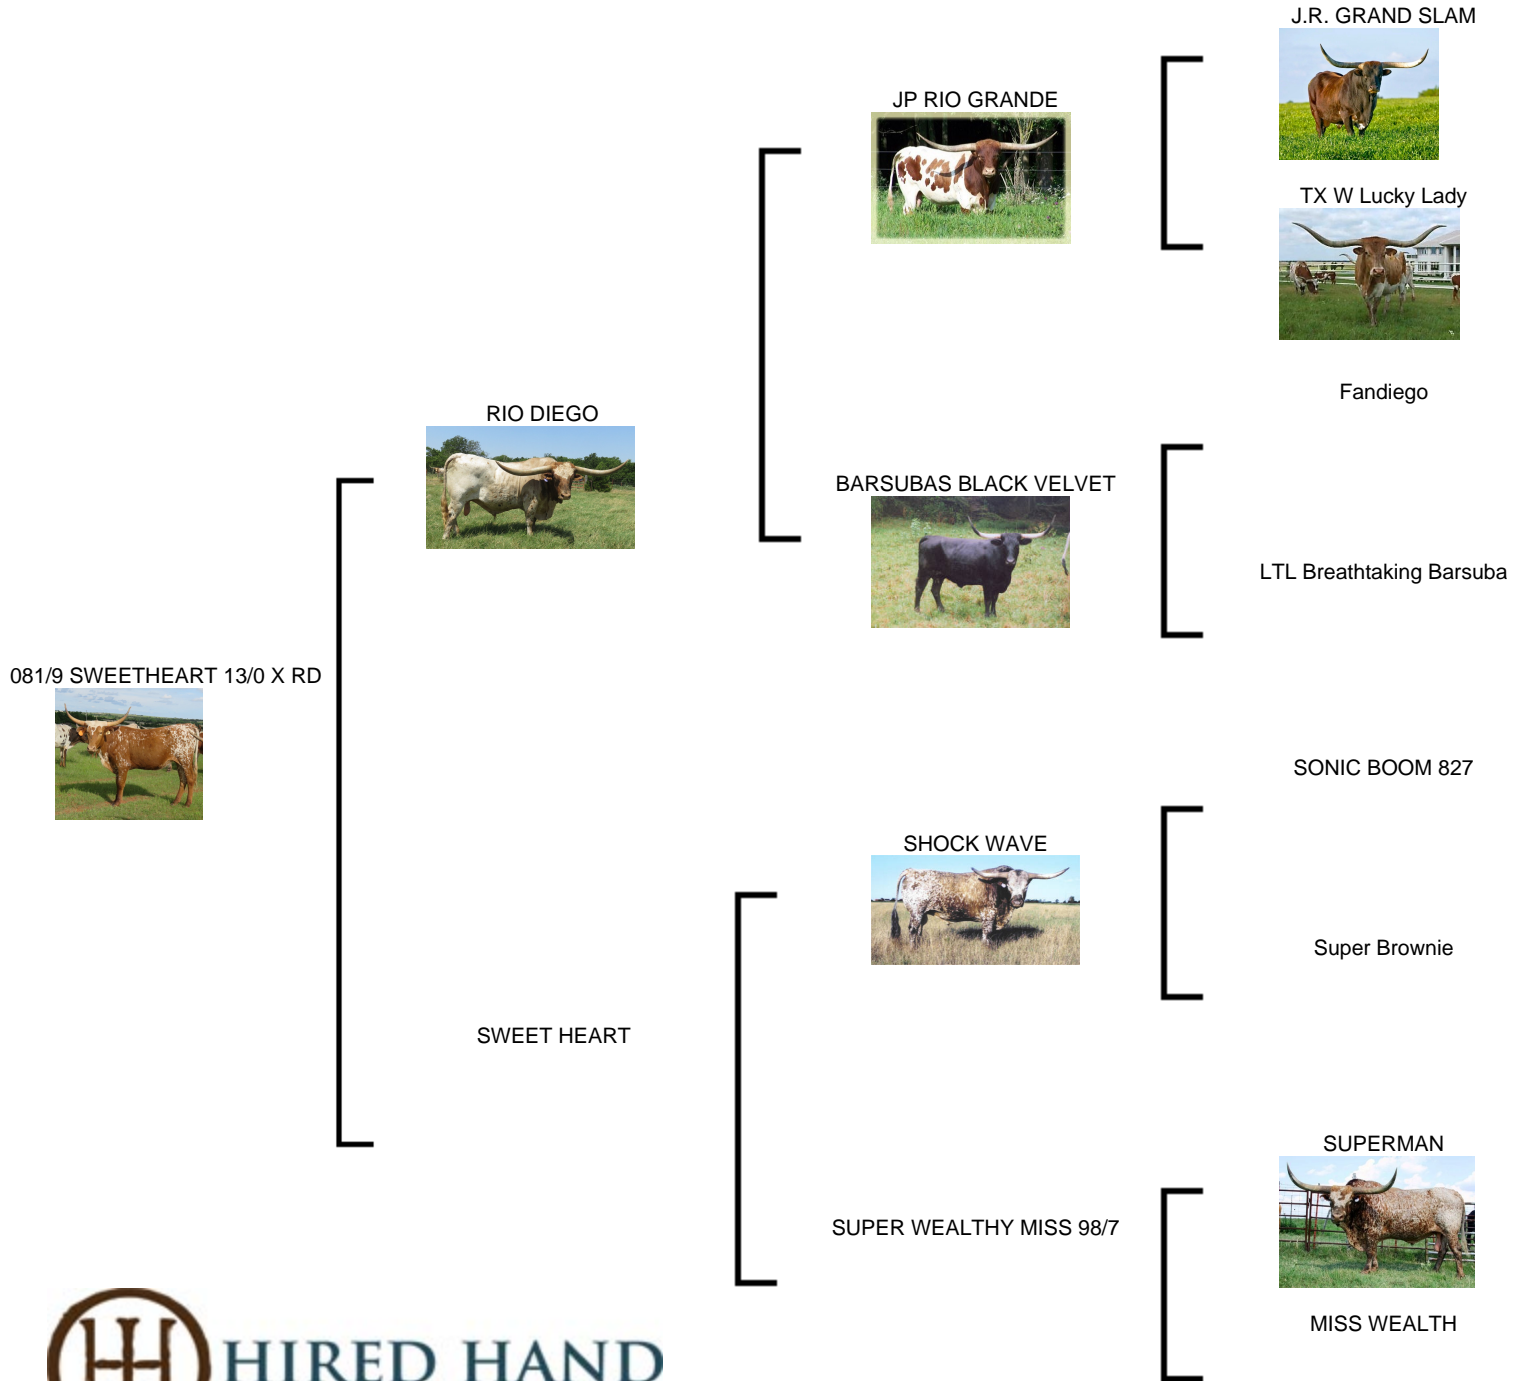 J.R. GRAND SLAM
JP RIO GRANDE
TX W Lucky Lady
Fandiego
RIO DIEGO
BARSUBAS BLACK VELVET
LTL Breathtaking Barsuba
081/9 SWEETHEART 13/0 X RD
SONIC BOOM 827
SHOCK WAVE
Super Brownie
SWEET HEART
SUPERMAN
SUPER WEALTHY MISS 98/7
MISS WEALTH
HIRED HAND